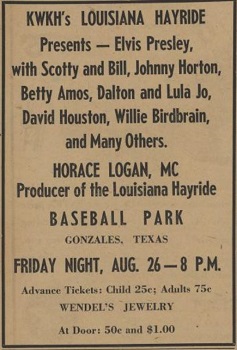 KWKH's LOUISIANA HAYRIDE
Presents — Elvis Presley,
with Scotty and Bill, Johnny Horton,
Betty Amos, Dalton and Lula Jo,
David Houston, Willie Birdbrain,
and Many Others.
HORACE LOGAN, MC
Producer of the Louisiana Hayride
BASEBALL PARK
GONZALES, TEXAS
FRIDAY NIGHT, AUG. 26—8 P.M.
Advance Tickets: Child 25c; Adults 75c
WENDEL'S JEWELRY
At Door: 50c and $1.00